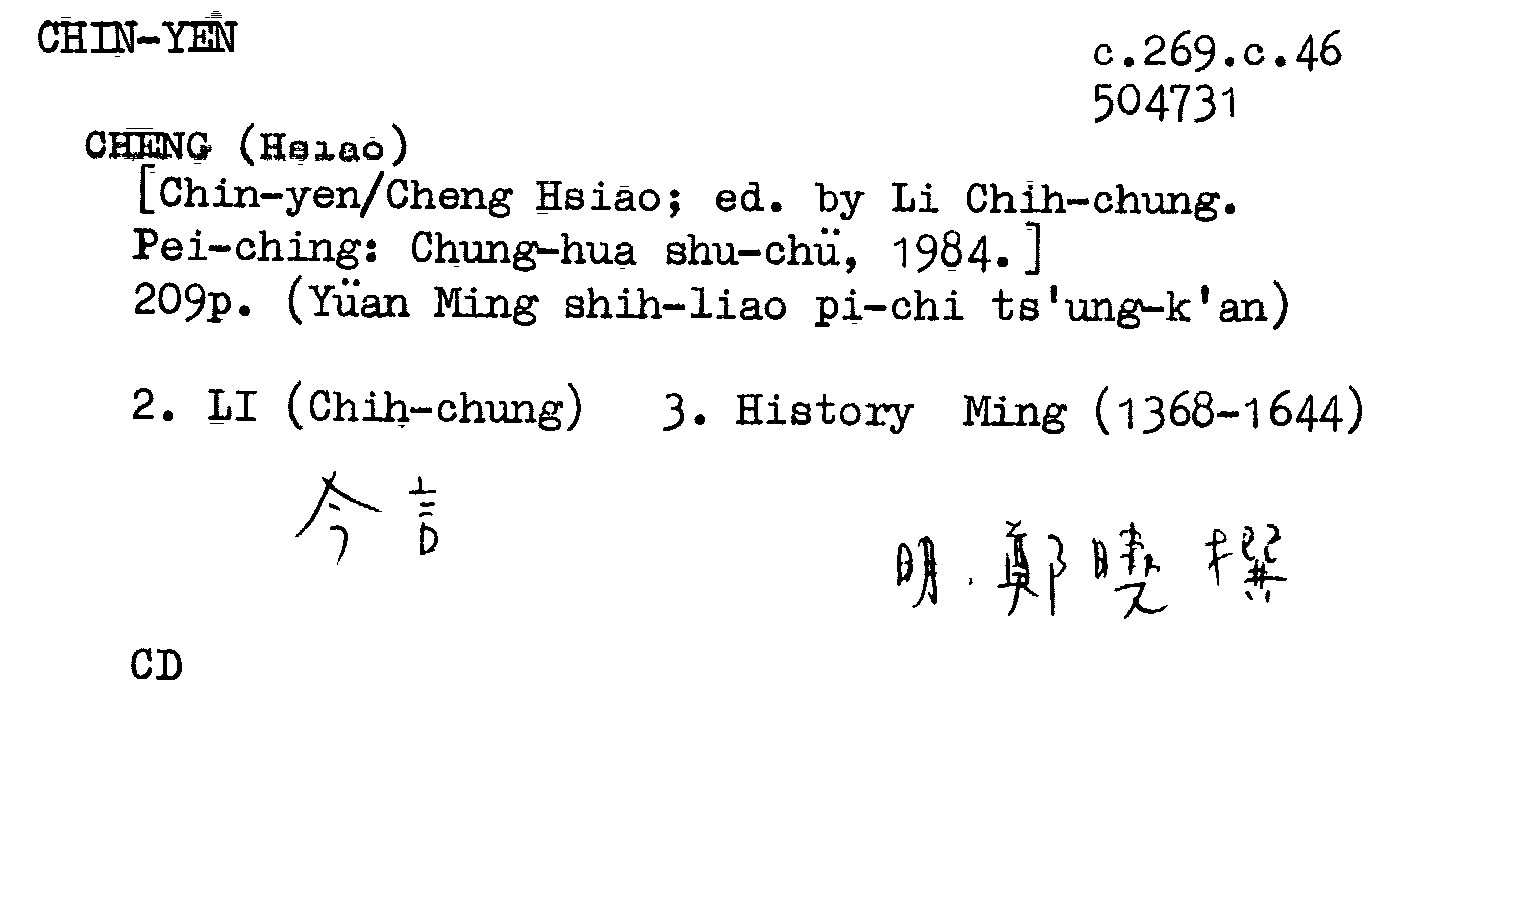 CHIN-YEN
c.269.c.46
504731
CHENG (Hsiao)
[Chin-yen/Cheng Hsiao; ed. by Li Chih-chung.
Pei-ching: Chung-hua shu-chü, 1984.]
209p. (Yüan Ming shih-liao pi-chi ts'ung-k'an)
2. LI (Chih-chung) 3. History Ming (1368-1644)
今言
明．鄭曉撰
CD